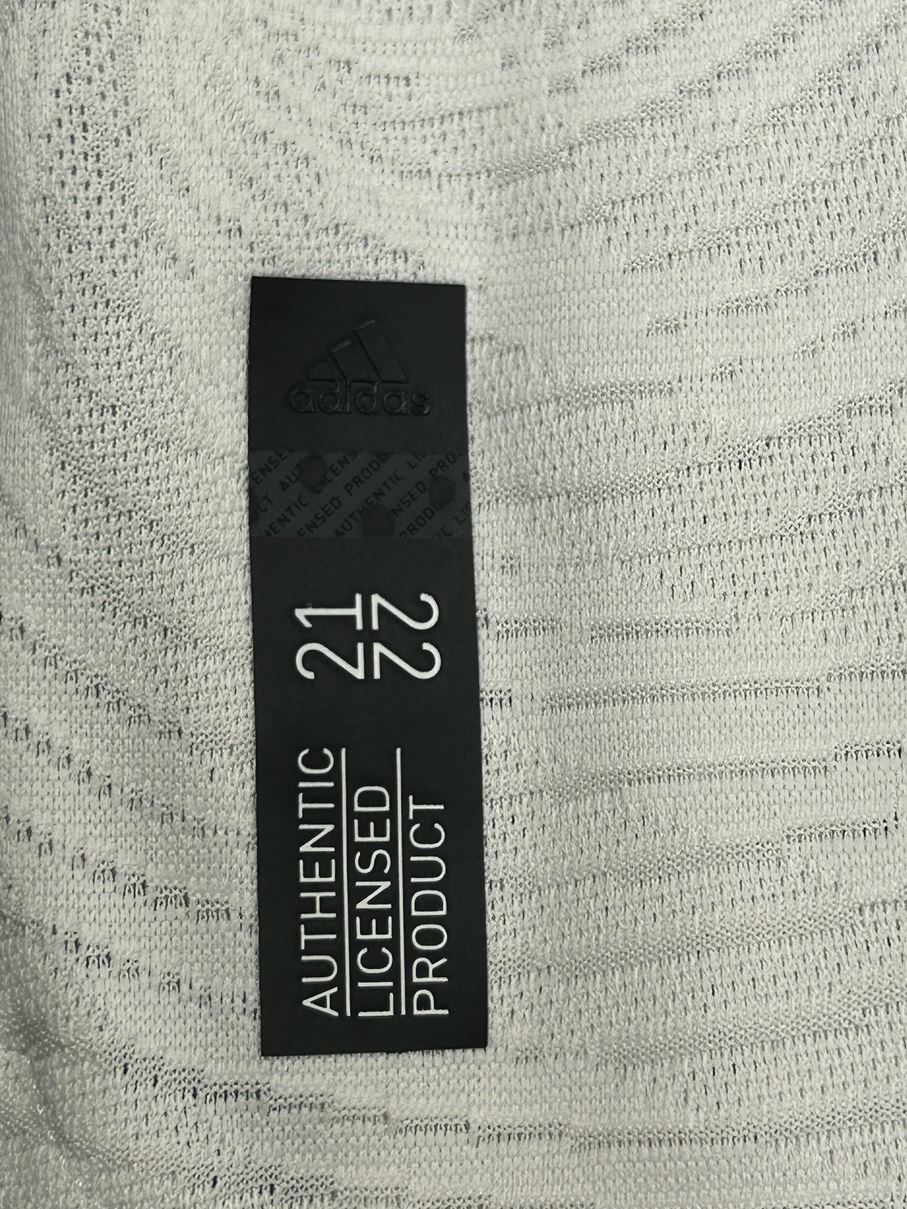 adidas
AUTHENTIC
LICENSED
PRODUCT
21
22